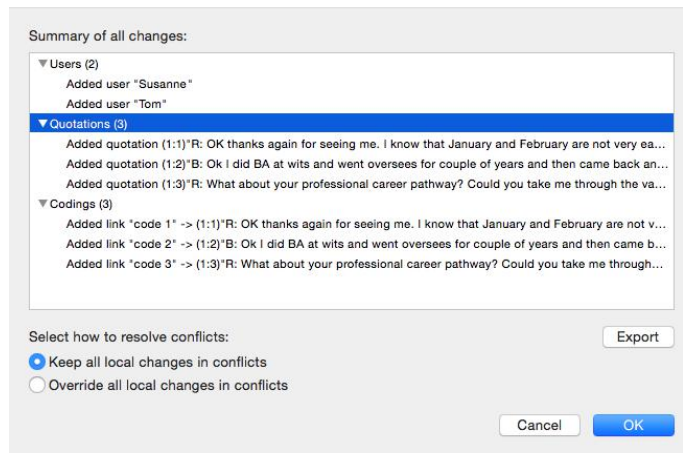 Summary of all changes:
Users (2)
Added user "Susanne"
Added user "Tom"
Quotations (3)
Added quotation (1:1)"R: OK thanks again for seeing me. I know that January and February are not very ea...
Added quotation (1:2)"B: Ok I did BA at wits and went oversees for couple of years and then came back an...
Added quotation (1:3)"R: What about your professional career pathway? Could you take me through the va...
Codings (3)
Added link "code 1" -> (1:1)"R: OK thanks again for seeing me. I know that January and February are not v...
Added link "code 2" -> (1:2)"B: Ok I did BA at wits and went oversees for couple of years and then came b...
Added link "code 3" -> (1:3)"R: What about your professional career pathway? Could you take me through...
Select how to resolve conflicts:
Export
Keep all local changes in conflicts
Override all local changes in conflicts
Cancel
OK